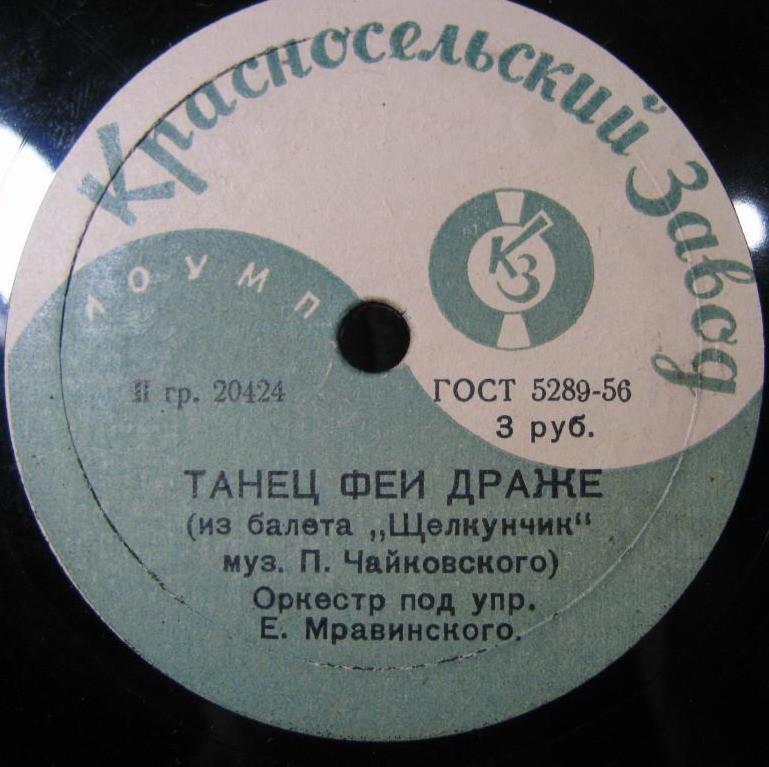 Красносельский Завод
КЗ
ЛОУМП
II гр. 20424
ГОСТ 5289-56
3 руб.
ТАНЕЦ ФЕИ ДРАЖЕ
(из балета „Щелкунчик“
муз. П. Чайковского)
Оркестр под упр.
Е. Мравинского.